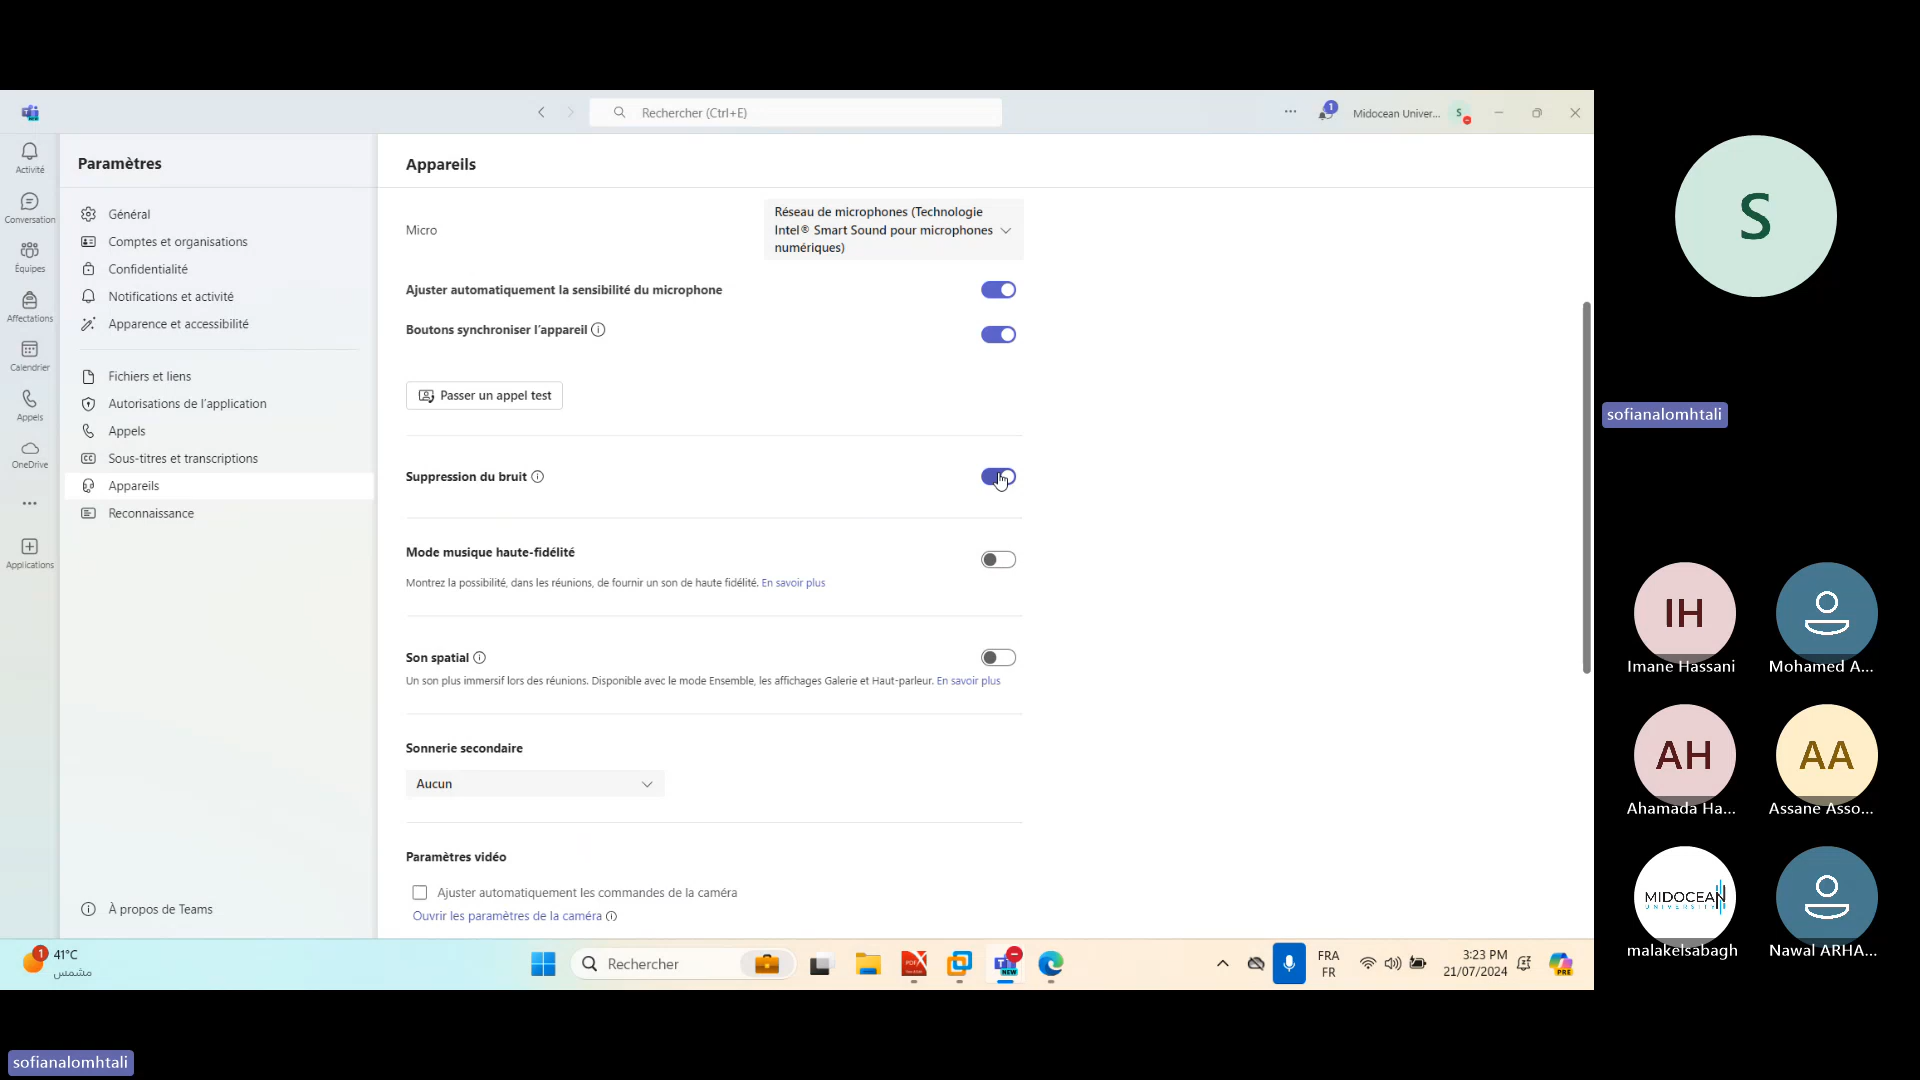 Rechercher (Ctrl+E)
1
Midocean Univer...
S
Activité
Conversation
Équipes
Affectations
Calendrier
Appels
OneDrive
Applications
Paramètres
Général
Comptes et organisations
Confidentialité
Notifications et activité
Apparence et accessibilité
Fichiers et liens
Autorisations de l'application
Appels
Sous-titres et transcriptions
Appareils
Reconnaissance
À propos de Teams
Appareils
Micro
Réseau de microphones (Technologie
Intel® Smart Sound pour microphones
numériques)
Ajuster automatiquement la sensibilité du microphone
Boutons synchroniser l'appareil
Passer un appel test
Suppression du bruit
Mode musique haute-fidélité
Montrez la possibilité, dans les réunions, de fournir un son de haute fidélité. En savoir plus
Son spatial
Un son plus immersif lors des réunions. Disponible avec le mode Ensemble, les affichages Galerie et Haut-parleur. En savoir plus
Sonnerie secondaire
Aucun
Paramètres vidéo
Ajuster automatiquement les commandes de la caméra
Ouvrir les paramètres de la caméra
1
41°C
مشمس
Rechercher
PDF
NEW
FRA
FR
3:23 PM
21/07/2024
PRE
S
sofianalomhtali
IH
Imane Hassani
Mohamed A...
AH
Ahamada Ha...
AA
Assane Asso...
MIDOCEAN
UNIVERSITY
malakelsabagh
Nawal ARHA...
sofianalomhtali